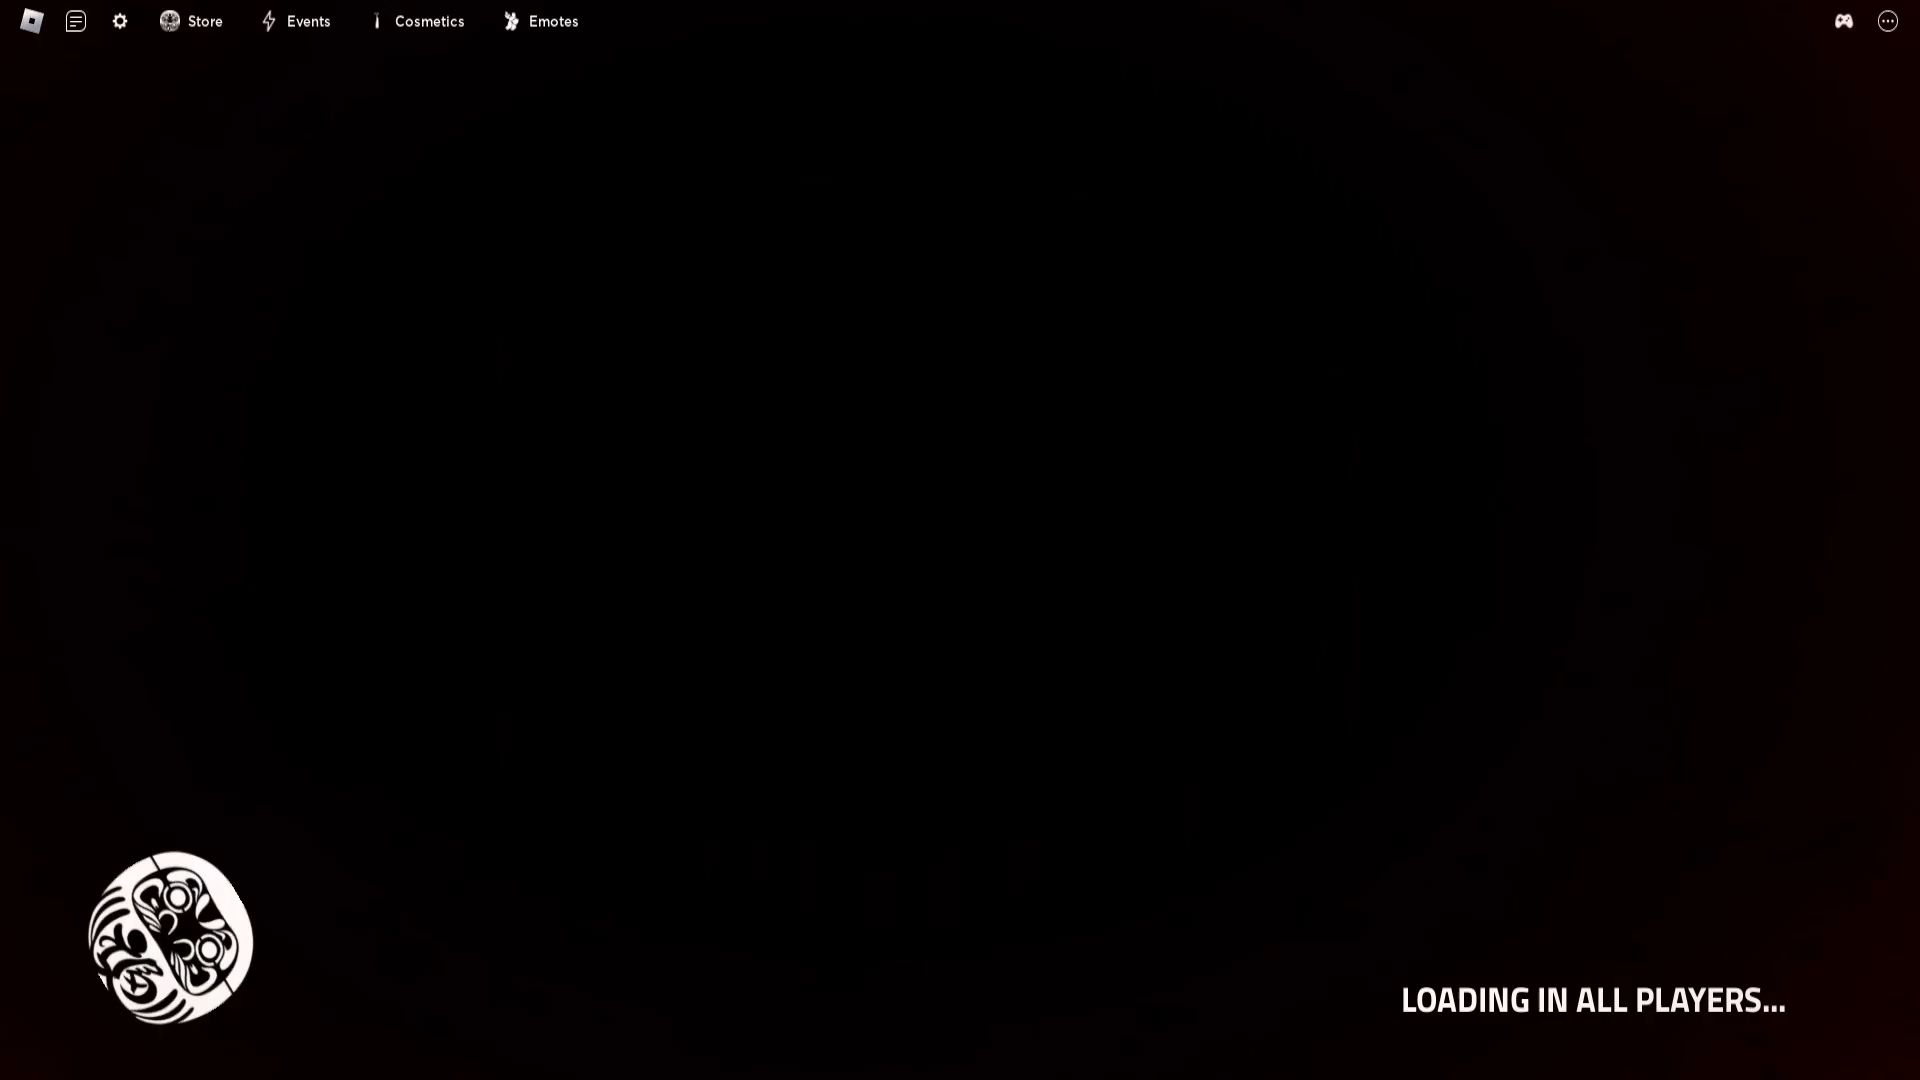 Store
Events
Cosmetics
Emotes
LOADING IN ALL PLAYERS...